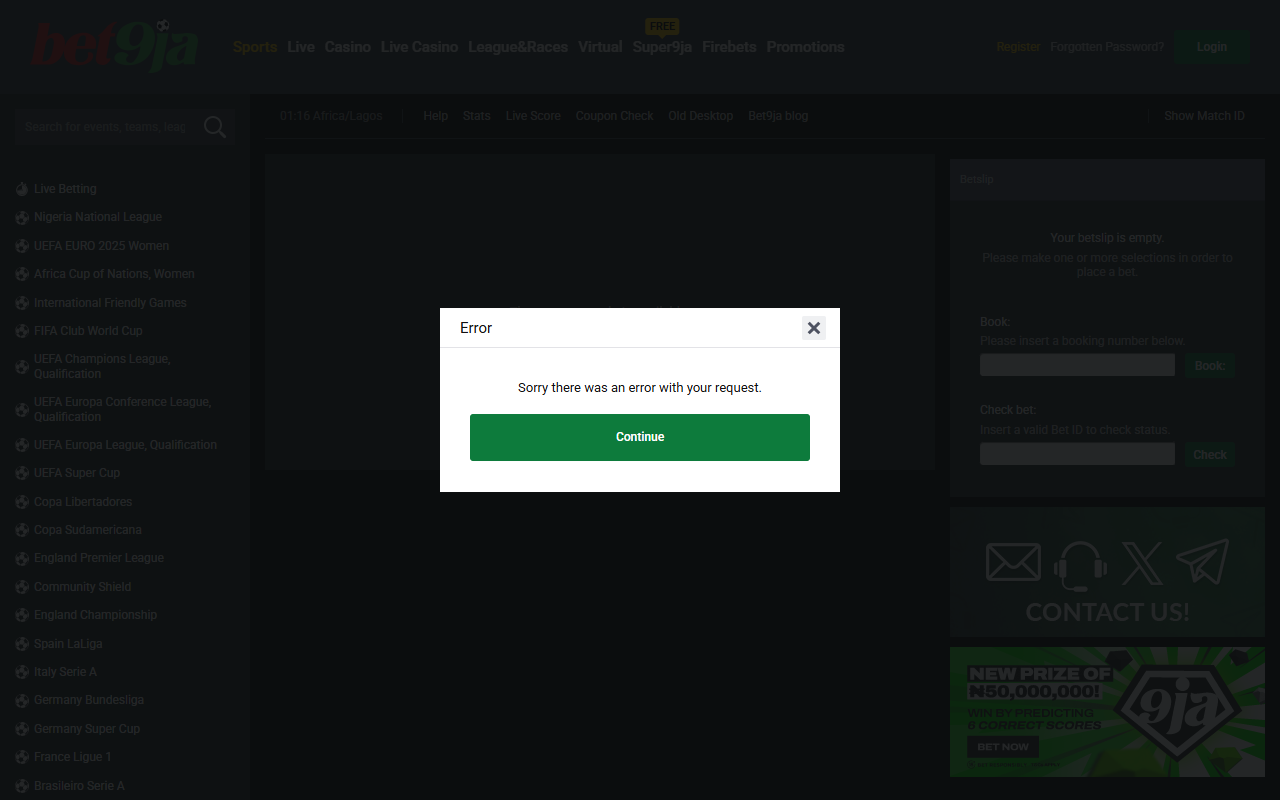 bet9ja
FREE
Sports Live Casino Live Casino League&Races Virtual Super9ja Firebets Promotions
Register Forgotten Password? Login
Search for events, teams, leag
01:16 Africa/Lagos Help Stats Live Score Coupon Check Old Desktop Bet9ja blog Show Match ID
Live Betting
Nigeria National League
UEFA EURO 2025 Women
Africa Cup of Nations, Women
International Friendly Games
FIFA Club World Cup
UEFA Champions League,
Qualification
UEFA Europa Conference League,
Qualification
UEFA Europa League, Qualification
UEFA Super Cup
Copa Libertadores
Copa Sudamericana
England Premier League
Community Shield
England Championship
Spain LaLiga
Italy Serie A
Germany Bundesliga
Germany Super Cup
France Ligue 1
Brasileiro Serie A
Error
Sorry there was an error with your request.
Continue
Betslip
Your betslip is empty.
Please make one or more selections in order to
place a bet.
Book:
Please insert a booking number below
Book:
Check bet:
Insert a valid Bet ID to check status.
Check
CONTACT US!
NEW PRIZE OF
₦50,000,000!
WIN BY PREDICTING
6 CORRECT SCORES
BET NOW
9ja